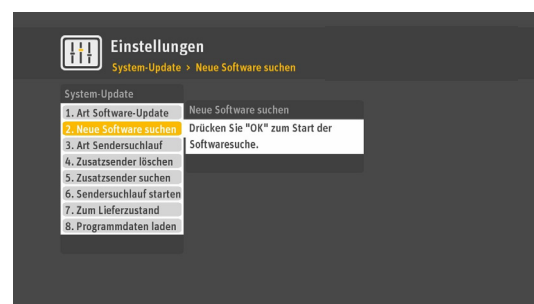 Einstellungen
System-Update > Neue Software suchen
System-Update
1. Art Software-Update
2. Neue Software suchen
3. Art Sendersuchlauf
4. Zusatzsender löschen
5. Zusatzsender suchen
6. Sendersuchlauf starten
7. Zum Lieferzustand
8. Programmdaten laden
Neue Software suchen
Drücken Sie "OK" zum Start der
Softwaresuche.